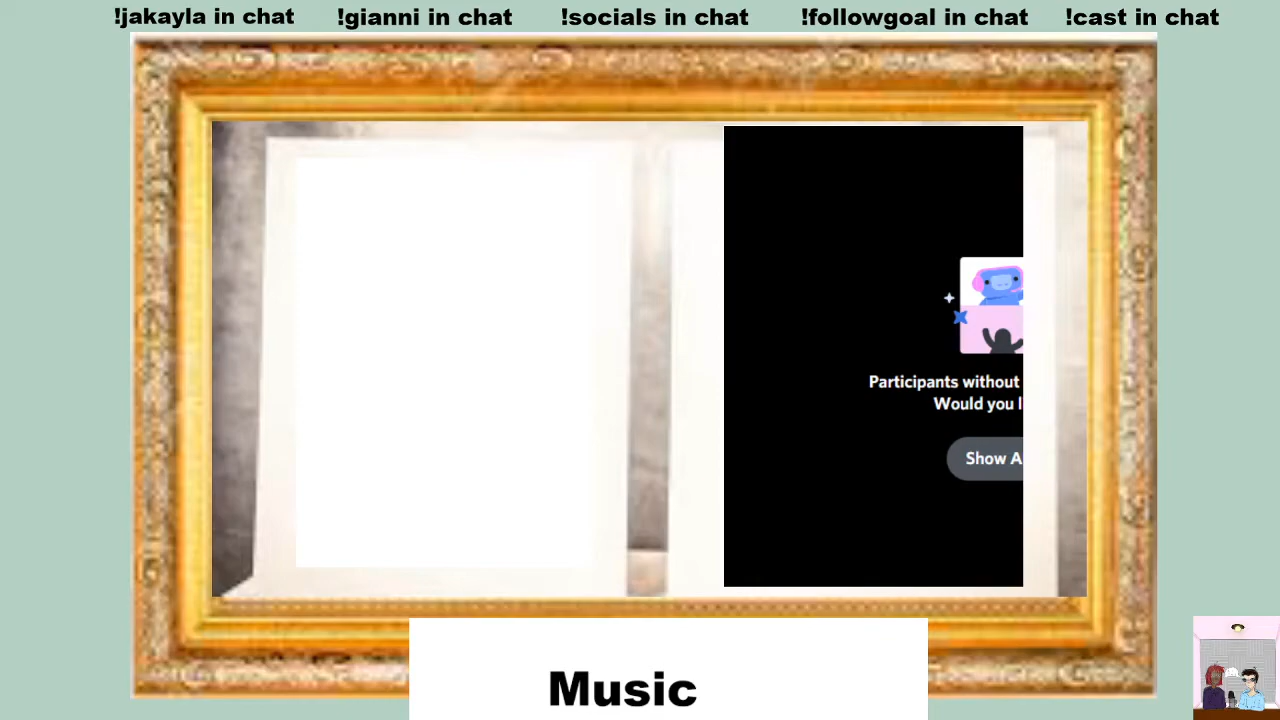 !jakayla in chat !gianni in chat !socials in chat !followgoal in chat !cast in chat
Participants without
Would you l
Show A
Music